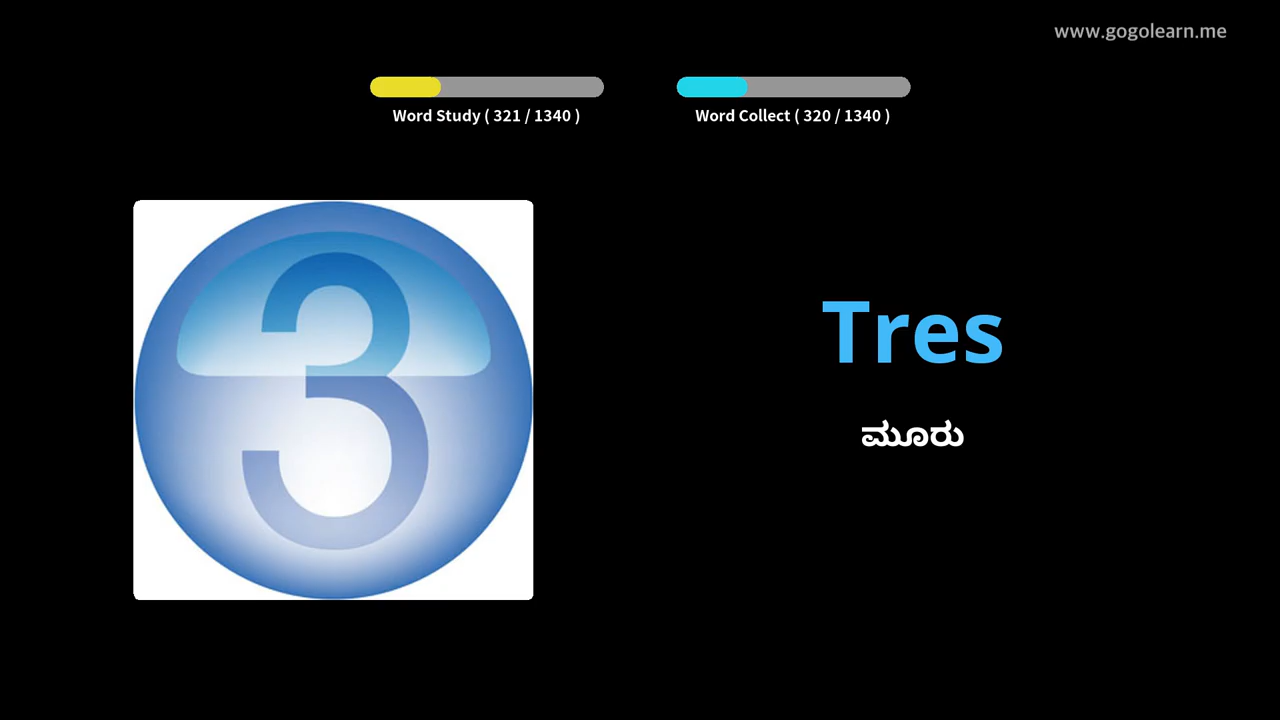 www.gogolearn.me
Word Study ( 321 / 1340 )
Word Collect ( 320 / 1340 )
3
Tres
ಮೂರು